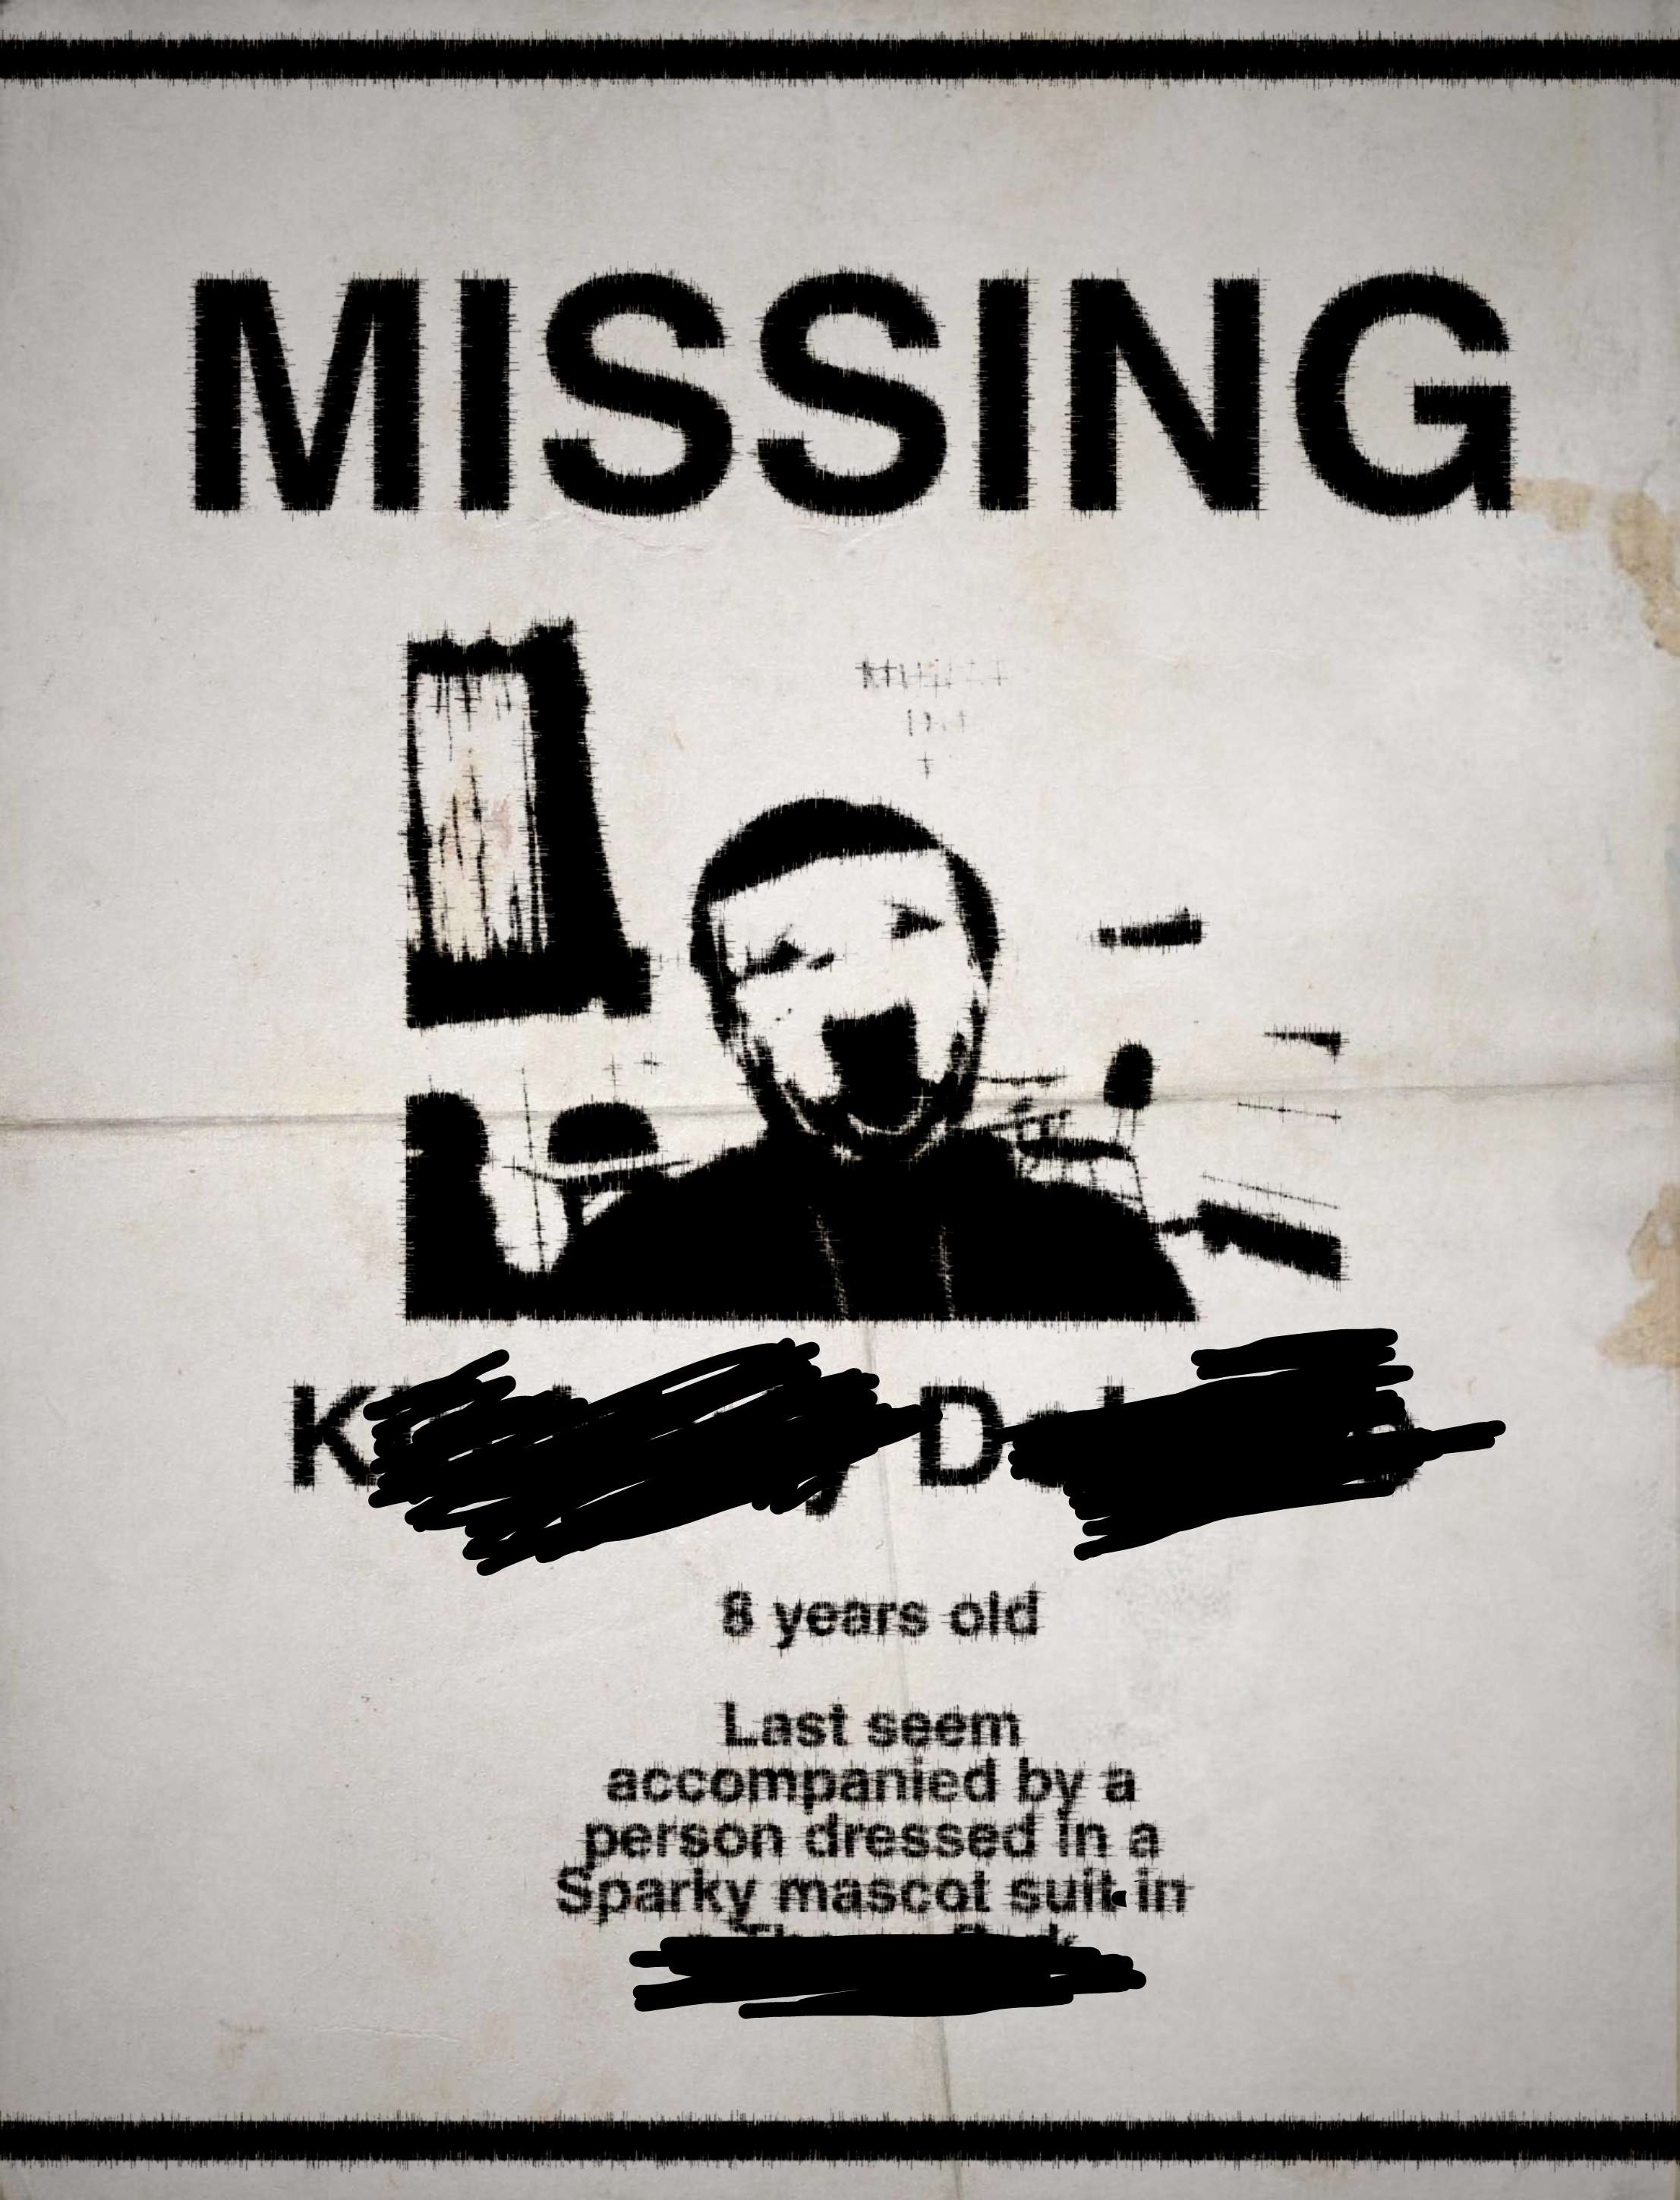 MISSING
8 years old
Last seem
accompanied by a
person dressed in a
Sparky mascot suit in